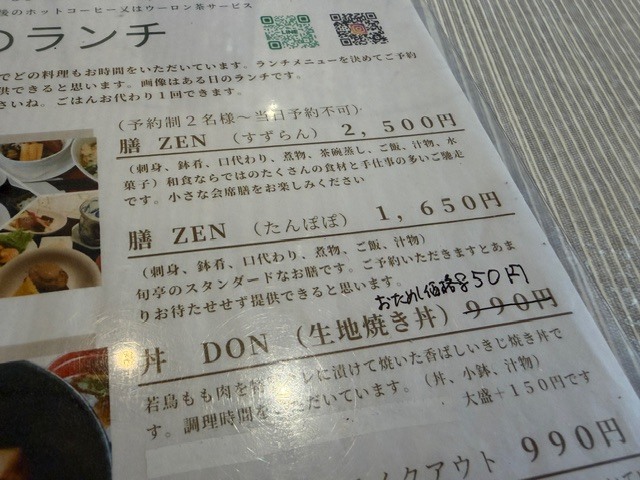 後のホットコーヒー又はウーロン茶サービス
のランチ
でどの料理もお時間をいただいています。ランチメニューを決めてご予約
供できると思います。画像はある日のランチです。
さいね。ごはんお代わり１回できます。
(予約制２名様〜当日予約不可)
膳 ZEN (すずらん) ２，５００円
(刺身、鉢肴、口代わり、煮物、茶碗蒸し、ご飯、汁物、水
菓子) 和食ならではのたくさんの食材と手仕事の多いご馳走
です。小さな会席膳をお楽しみください
膳 ZEN (たんぽぽ) １，６５０円
(刺身、鉢肴、口代わり、煮物、ご飯、汁物)
旬亭のスタンダードなお膳です。ご予約いただきますとあま
りお待たせせず提供できると思います。
おためし価格850円
丼 DON (生地焼き丼) 990円
若鳥もも肉を特 レに漬けて焼いた香ばしいきじ焼き丼で
す。調理時間を いただいています。(丼、小鉢、汁物)
大盛＋１５０円です
イクアウト 990円